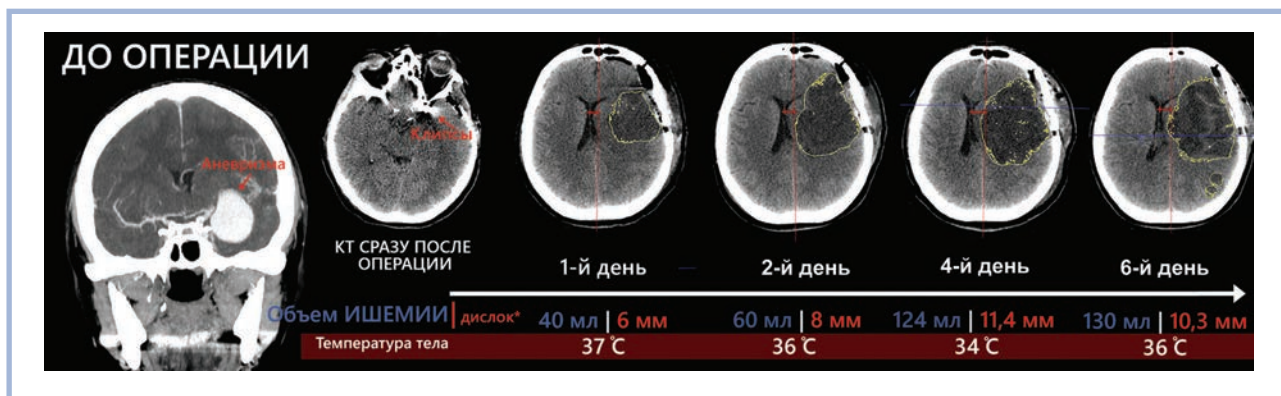 ДО ОПЕРАЦИИ
Аневризма
Клипсы
КТ СРАЗУ ПОСЛЕ
ОПЕРАЦИИ
1-й день
2-й день
4-й день
6-й день
Объем ИШЕМИИ | дислок* 40 мл | 6 мм 60 мл | 8 мм 124 мл | 11,4 мм 130 мл | 10,3 мм
Температура тела 37 °C 36 °C 34 °C 36 °C